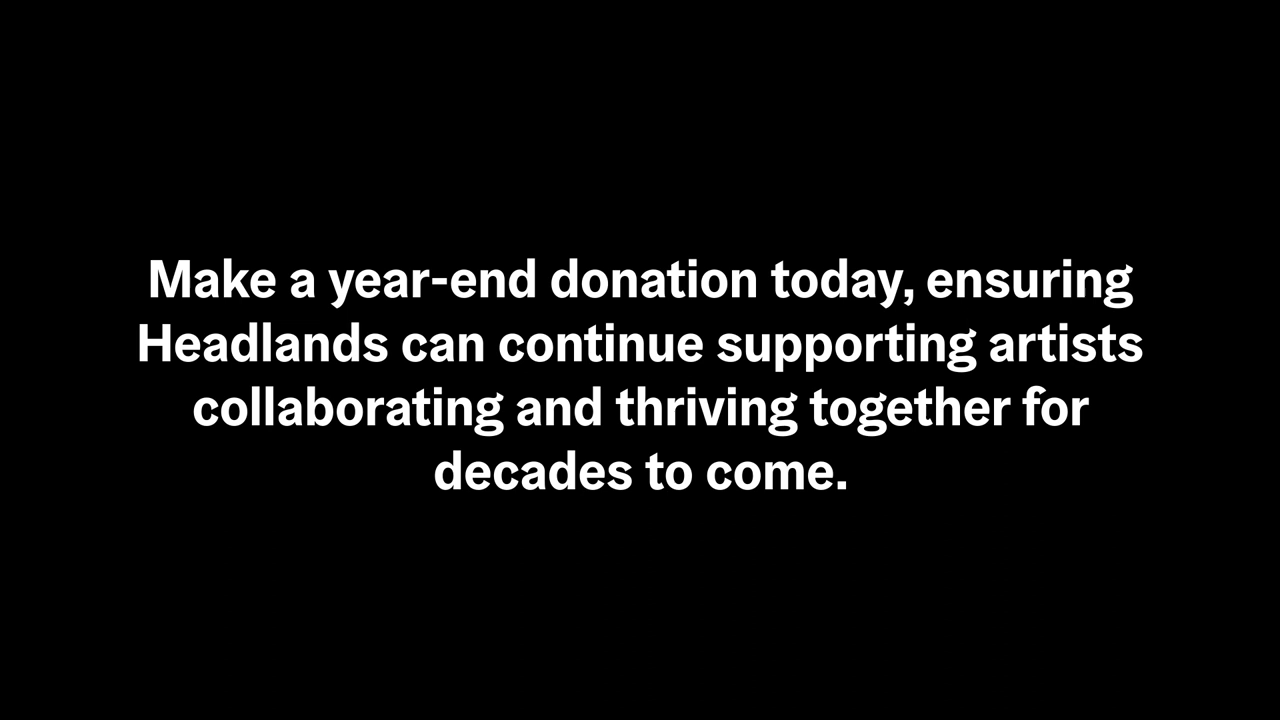 Make a year-end donation today, ensuring
Headlands can continue supporting artists
collaborating and thriving together for
decades to come.